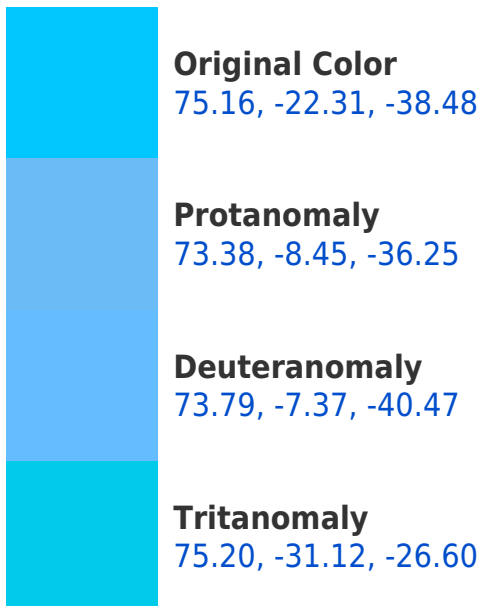 Original Color
75.16, -22.31, -38.48
Protanomaly
73.38, -8.45, -36.25
Deuteranomaly
73.79, -7.37, -40.47
Tritanomaly
75.20, -31.12, -26.60